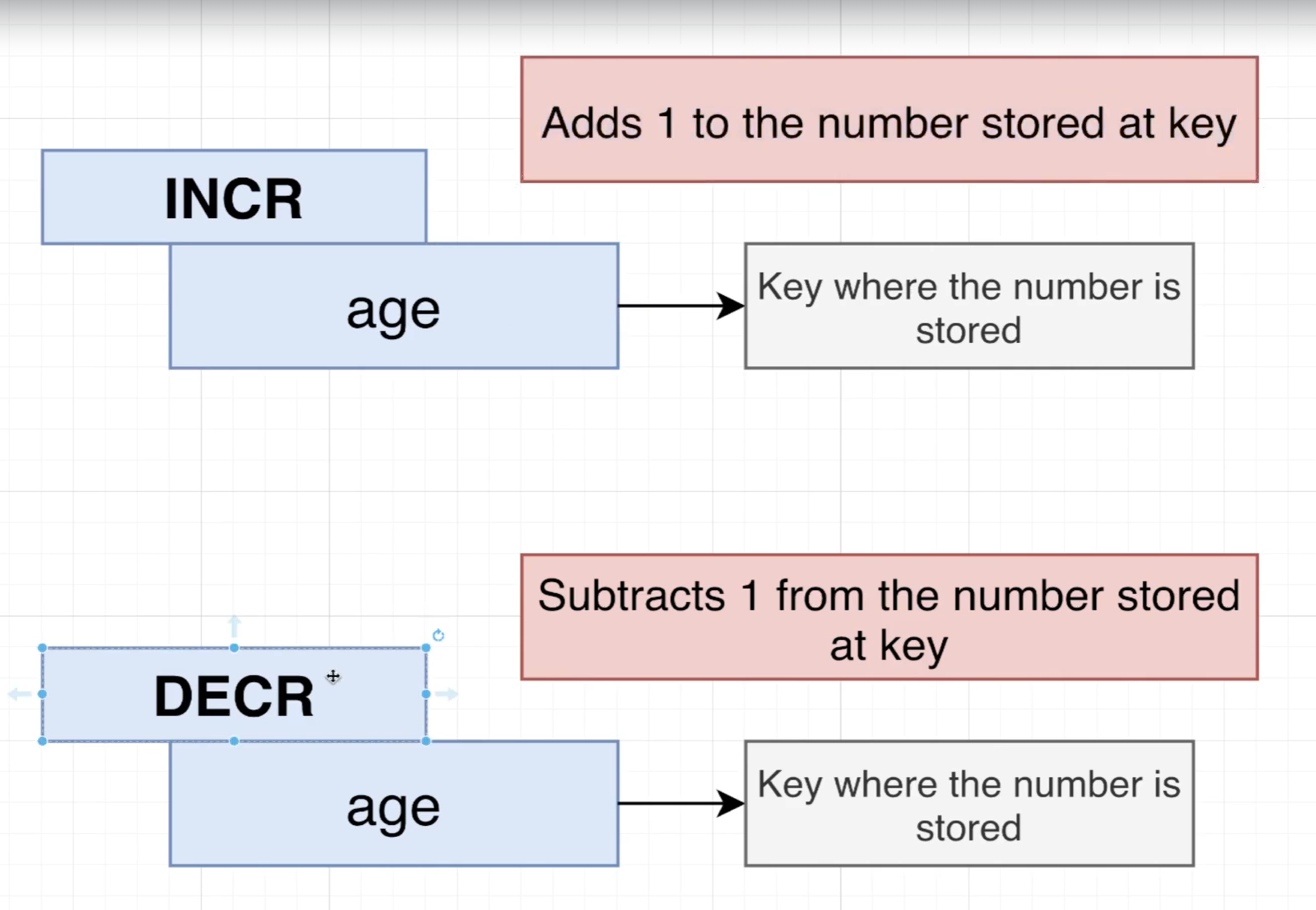 Adds 1 to the number stored at key
INCR
age
Key where the number is
stored
Subtracts 1 from the number stored
at key
DECR
age
Key where the number is
stored